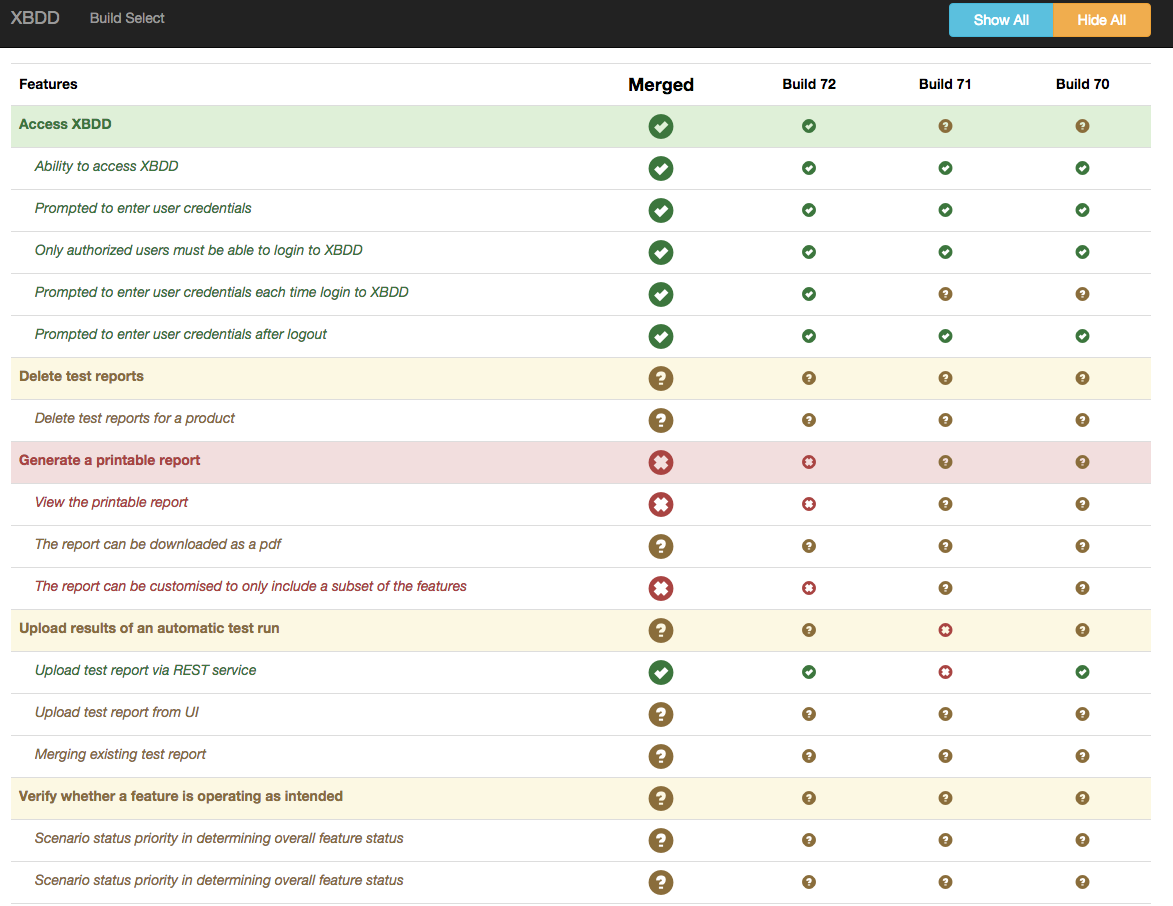 XBDD Build Select Show All Hide All
Features Merged Build 72 Build 71 Build 70
Access XBDD
Ability to access XBDD
Prompted to enter user credentials
Only authorized users must be able to login to XBDD
Prompted to enter user credentials each time login to XBDD
Prompted to enter user credentials after logout
Delete test reports
Delete test reports for a product
Generate a printable report
View the printable report
The report can be downloaded as a pdf
The report can be customised to only include a subset of the features
Upload results of an automatic test run
Upload test report via REST service
Upload test report from UI
Merging existing test report
Verify whether a feature is operating as intended
Scenario status priority in determining overall feature status
Scenario status priority in determining overall feature status